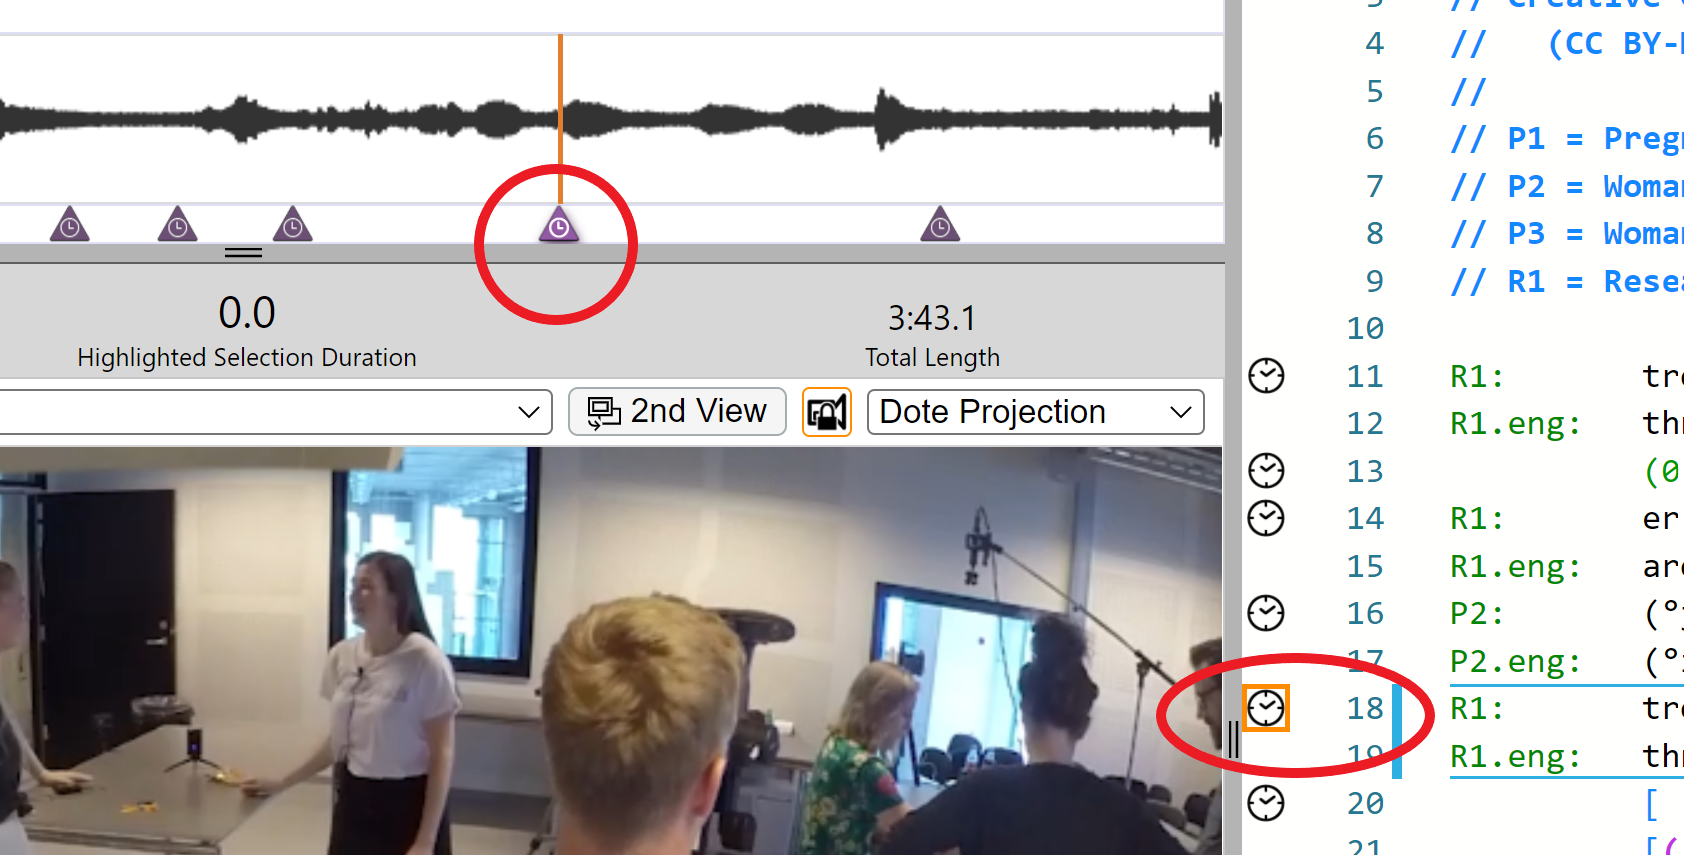 0.0
Highlighted Selection Duration
3:43.1
Total Length
2nd View
Dote Projection
// Creative
4 // (CC BY-
5 //
6 // P1 = Preg
7 // P2 = Woma
8 // P3 = Woma
9 // R1 = Rese
10
11 R1: tr
12 R1.eng: th
13 (0
14 R1: er
15 R1.eng: ar
16 P2: (°
17 P2.eng: (°
18 R1: tr
19 R1.eng: th
20 [
21 [(